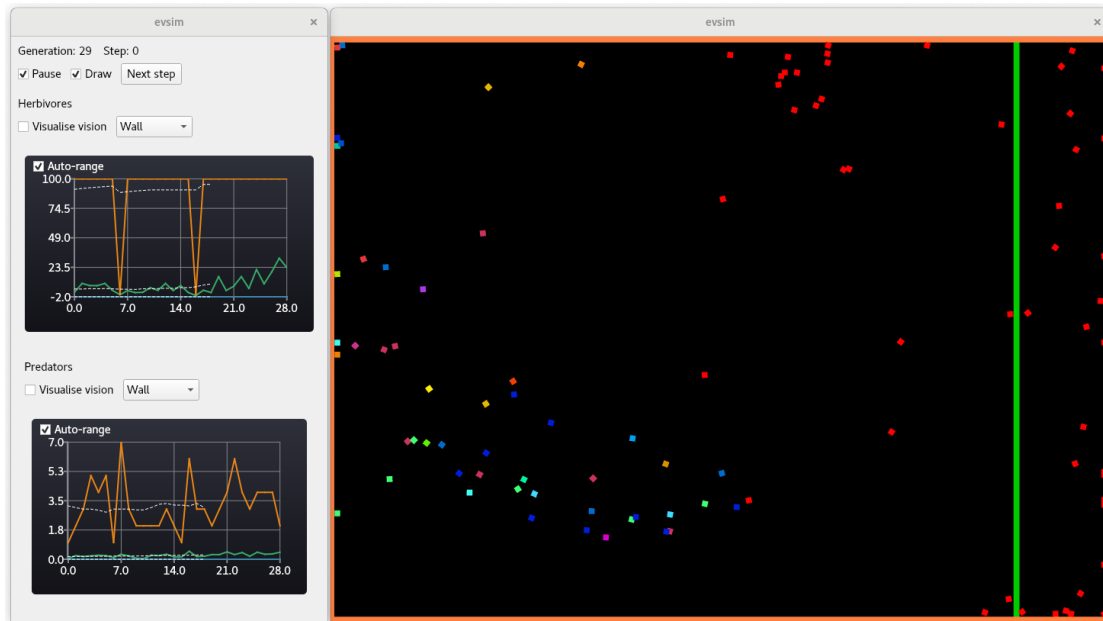 evsim ×
evsim ×
Generation: 29 Step: 0
Pause Draw Next step
Herbivores
Visualise vision Wall
Auto-range
100.0
74.5
49.0
23.5
-2.0
0.0 7.0 14.0 21.0 28.0
Predators
Visualise vision Wall
Auto-range
7.0
5.3
3.5
1.8
0.0
0.0 7.0 14.0 21.0 28.0